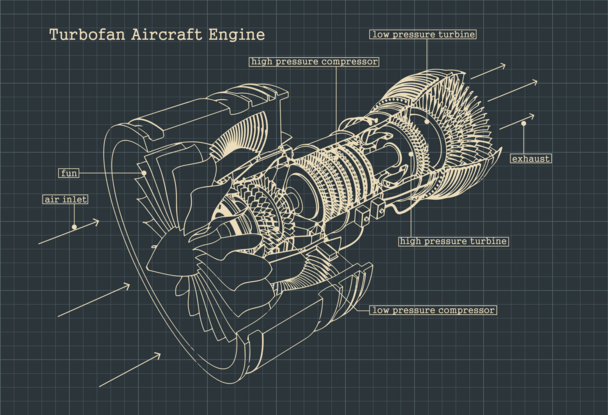 Turbofan Aircraft Engine
low pressure turbine
high pressure compressor
exhaust
fun
air inlet
high pressure turbine
low pressure compressor